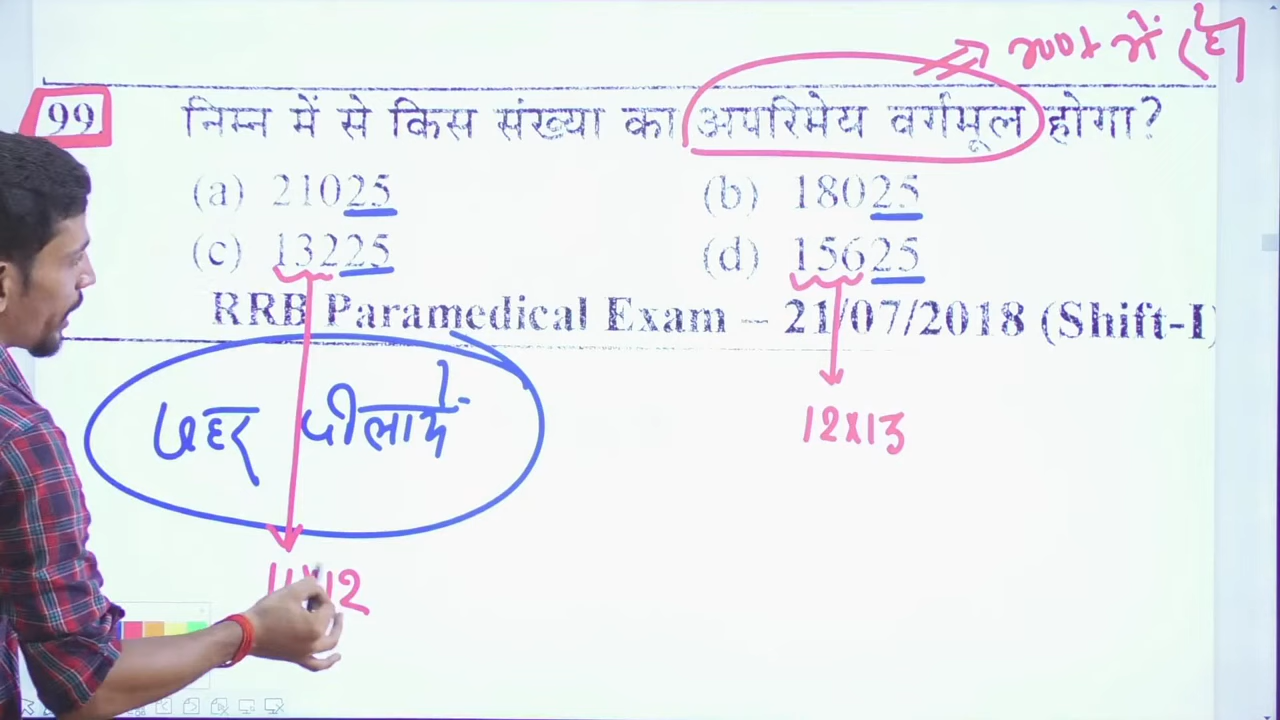 99 निम्न में से किस संख्या का अपरिमेय वर्गमूल होगा?
(a) 21025 (b) 18025
(c) 13225 (d) 15625
RRB Paramedical Exam – 21/07/2018 (Shift-I)
12x13